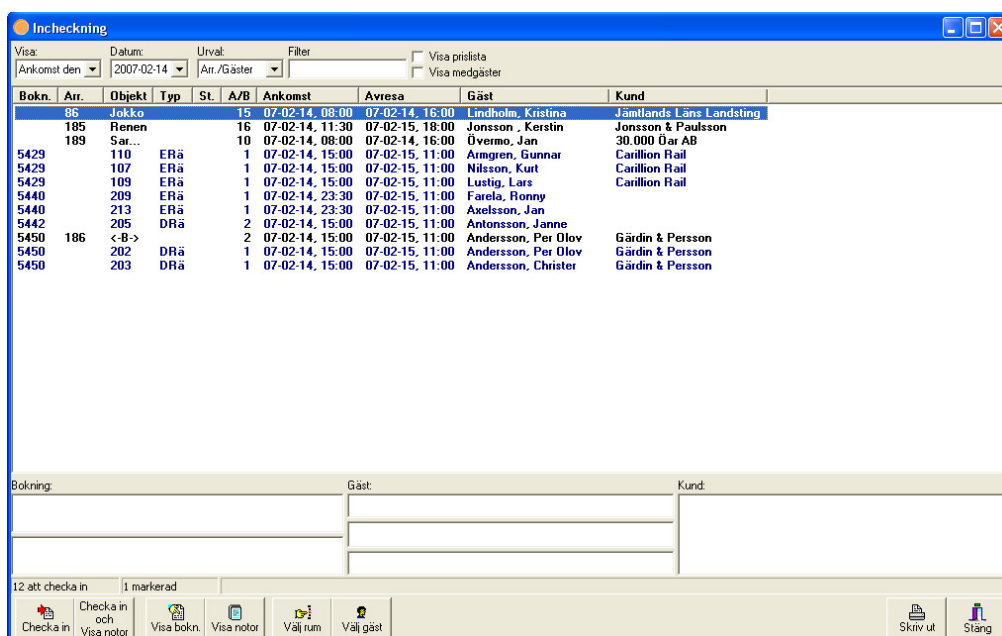 Incheckning
Visa: Datum: Urval: Filter
Ankomst den 2007-02-14 Arr./Gäster
Visa prislista
Visa medgäster
Bokn. Arr. Objekt Typ St. A/B Ankomst Avresa Gäst Kund
86 Jokko 15 07-02-14, 08:00 07-02-14, 16:00 Lindholm, Kristina Jämtlands Läns Landsting
185 Renen 16 07-02-14, 11:30 07-02-15, 18:00 Jonsson , Kerstin Jonsson & Paulsson
189 Sar... 10 07-02-14, 08:00 07-02-14, 16:00 Övermo, Jan 30.000 Öar AB
5429 110 ERä 1 07-02-14, 15:00 07-02-15, 11:00 Armgren, Gunnar Carillion Rail
5429 107 ERä 1 07-02-14, 15:00 07-02-15, 11:00 Nilsson, Kurt Carillion Rail
5429 109 ERä 1 07-02-14, 15:00 07-02-15, 11:00 Lustig, Lars Carillion Rail
5440 209 ERä 1 07-02-14, 23:30 07-02-15, 11:00 Farela, Ronny
5440 213 ERä 1 07-02-14, 23:30 07-02-15, 11:00 Axelsson, Jan
5442 205 DRä 2 07-02-14, 15:00 07-02-15, 11:00 Antonsson, Janne
5450 186 <-B-> 2 07-02-14, 15:00 07-02-15, 11:00 Andersson, Per Olov Gärdin & Persson
5450 202 DRä 1 07-02-14, 15:00 07-02-15, 11:00 Andersson, Per Olov Gärdin & Persson
5450 203 DRä 1 07-02-14, 15:00 07-02-15, 11:00 Andersson, Christer Gärdin & Persson
Bokning: Gäst: Kund:
12 att checka in 1 markerad
Checka in
Checka in
och
Visa notor
Visa bokn.
Visa notor
Välj rum
Välj gäst
Skriv ut
Stäng